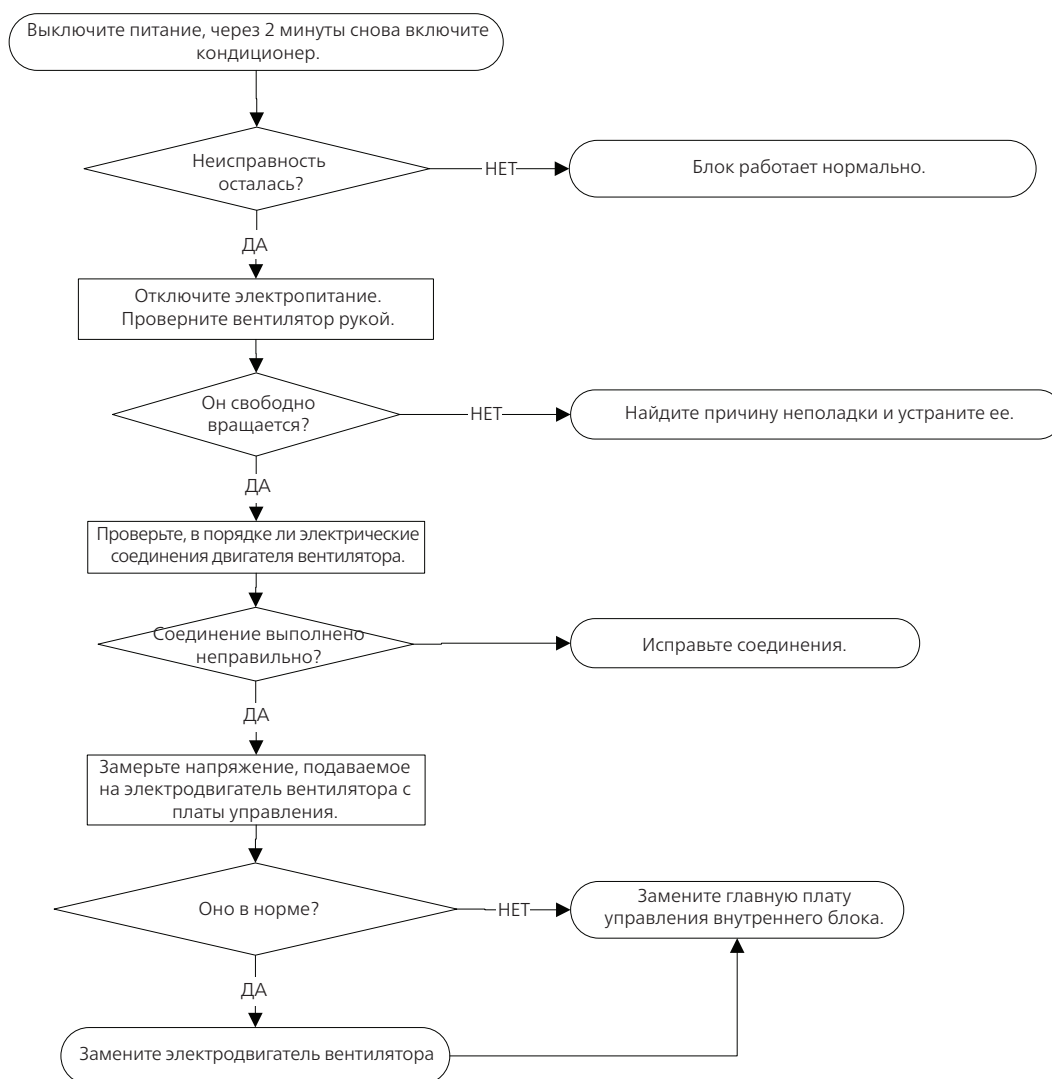 Выключите питание, через 2 минуты снова включите
кондиционер.
Неисправность
осталась?
НЕТ
Блок работает нормально.
ДА
Отключите электропитание.
Проверните вентилятор рукой.
Он свободно
вращается?
НЕТ
Найдите причину неполадки и устраните ее.
ДА
Проверьте, в порядке ли электрические
соединения двигателя вентилятора.
Соединение выполнено
неправильно?
Исправьте соединения.
ДА
Замерьте напряжение, подаваемое
на электродвигатель вентилятора с
платы управления.
Оно в норме?
НЕТ
Замените главную плату
управления внутреннего блока.
ДА
Замените электродвигатель вентилятора